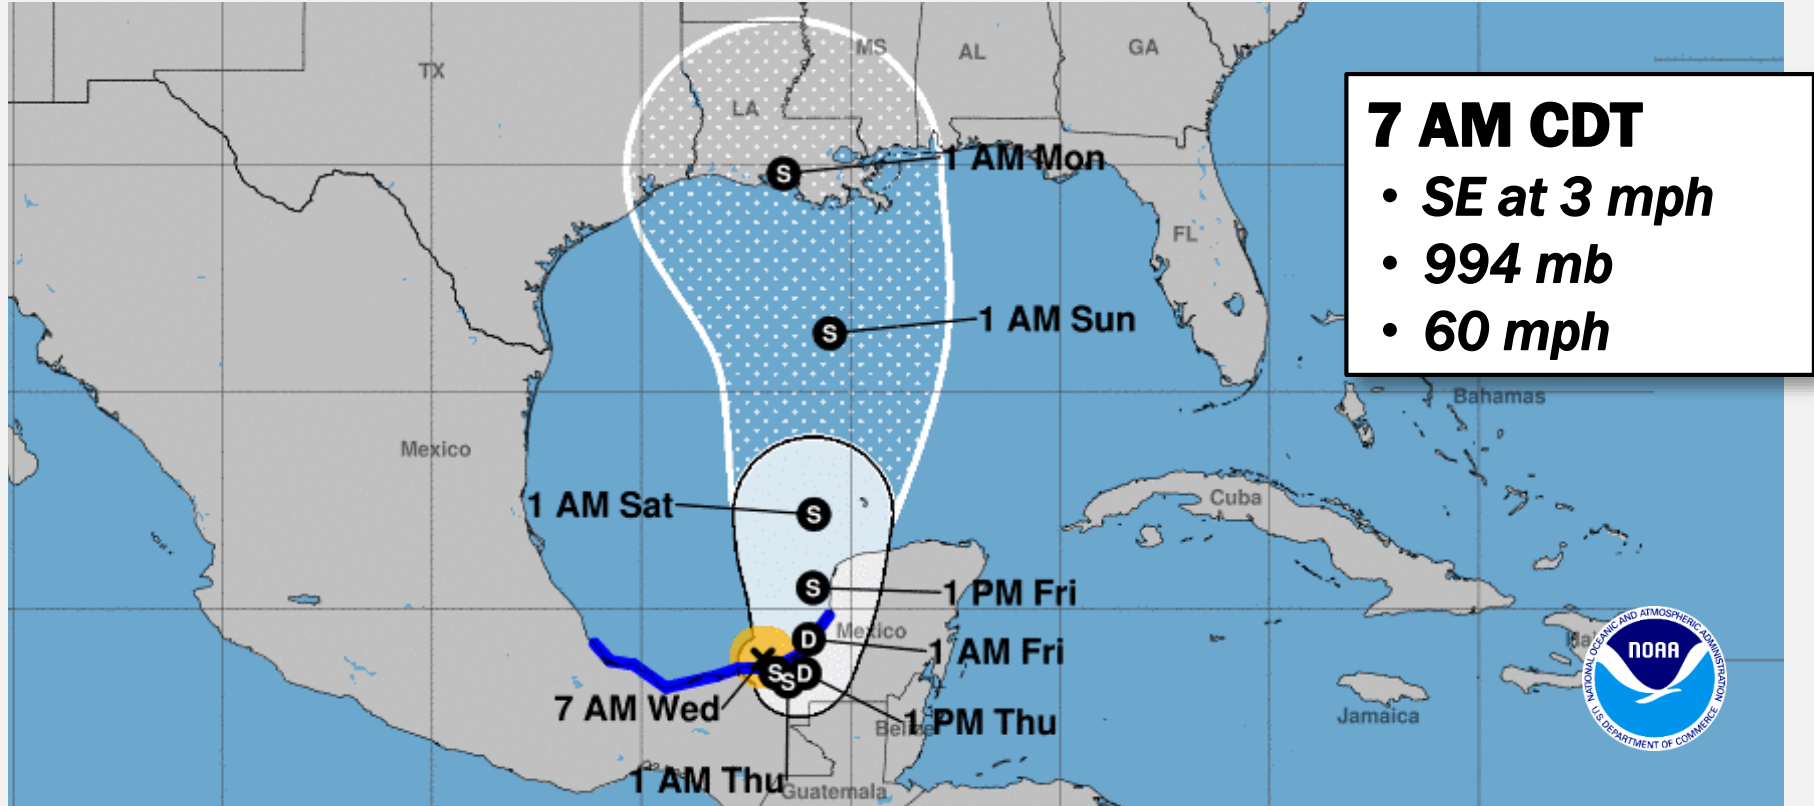 MS
AL
GA
TX
7 AM CDT
LA
1 AM Mon
S
• SE at 3 mph
FL
• 994 mb
1 AM Sun
S
• 60 mph
Bahamas
Mexico
Cuba
1 AM Sat
S
S
1 PM Fri
Mexico
D
1 AM Fri
NATIONAL OCEANIC AND ATMOSPHERIC ADMINISTRATION
NOAA
U.S. DEPARTMENT OF COMMERCE
S
S
D
7 AM Wed
1 PM Thu
Belize
Jamaica
1 AM Thu
Guatemala